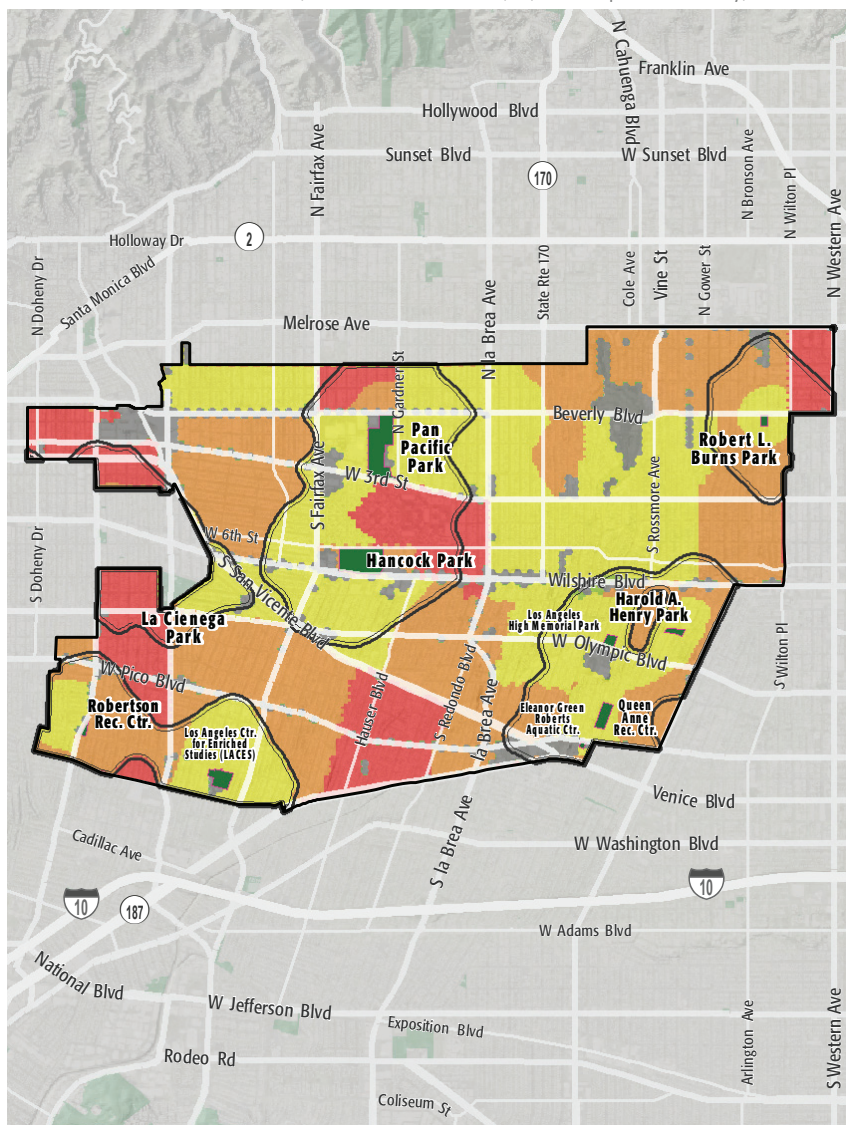 N Cahuenga Blvd
Franklin Ave
Hollywood Blvd
N Fairfax Ave
Sunset Blvd
W Sunset Blvd
N Bronson Ave
170
N Wilton Pl
N Western Ave
2
Holloway Dr
N Doheny Dr
Santa Monica Blvd
State Rte 170
Cole Ave
Vine St
N Gower St
N la Brea Ave
Melrose Ave
N Gardner St
Beverly Blvd
Pan
Pacific
Park
Robert L.
Burns Park
S Fairfax Ave
W 3rd St
S Rossmore Ave
W 6th St
S Doheny Dr
Hancock Park
S San Vicente Blvd
Wilshire Blvd
La Cienega
Park
Harold A.
Henry Park
Los Angeles
High Memorial Park
W Olympic Blvd
S Wilton Pl
W Pico Blvd
Hauser Blvd
S Redondo Blvd
la Brea Ave
Robertson
Rec. Ctr.
Eleanor Green
Roberts
Aquatic Ctr.
Queen
Anne
Rec. Ctr.
Los Angeles Ctr.
for Enriched
Studies (LACES)
Venice Blvd
S la Brea Ave
Cadillac Ave
W Washington Blvd
10
187
10
W Adams Blvd
National Blvd
W Jefferson Blvd
Exposition Blvd
Rodeo Rd
Arlington Ave
S Western Ave
Coliseum St